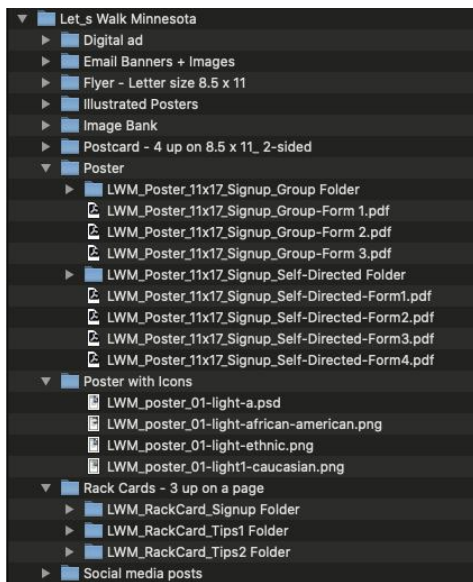 Let_s Walk Minnesota
Digital ad
Email Banners + Images
Flyer - Letter size 8.5 x 11
Illustrated Posters
Image Bank
Postcard - 4 up on 8.5 x 11_ 2-sided
Poster
LWM_Poster_11x17_Signup_Group Folder
LWM_Poster_11x17_Signup_Group-Form 1.pdf
LWM_Poster_11x17_Signup_Group-Form 2.pdf
LWM_Poster_11x17_Signup_Group-Form 3.pdf
LWM_Poster_11x17_Signup_Self-Directed Folder
LWM_Poster_11x17_Signup_Self-Directed-Form1.pdf
LWM_Poster_11x17_Signup_Self-Directed-Form2.pdf
LWM_Poster_11x17_Signup_Self-Directed-Form3.pdf
LWM_Poster_11x17_Signup_Self-Directed-Form4.pdf
Poster with Icons
LWM_poster_01-light-a.psd
LWM_poster_01-light-african-american.png
LWM_poster_01-light-ethnic.png
LWM_poster_01-light1-caucasian.png
Rack Cards - 3 up on a page
LWM_RackCard_Signup Folder
LWM_RackCard_Tips1 Folder
LWM_RackCard_Tips2 Folder
Social media posts